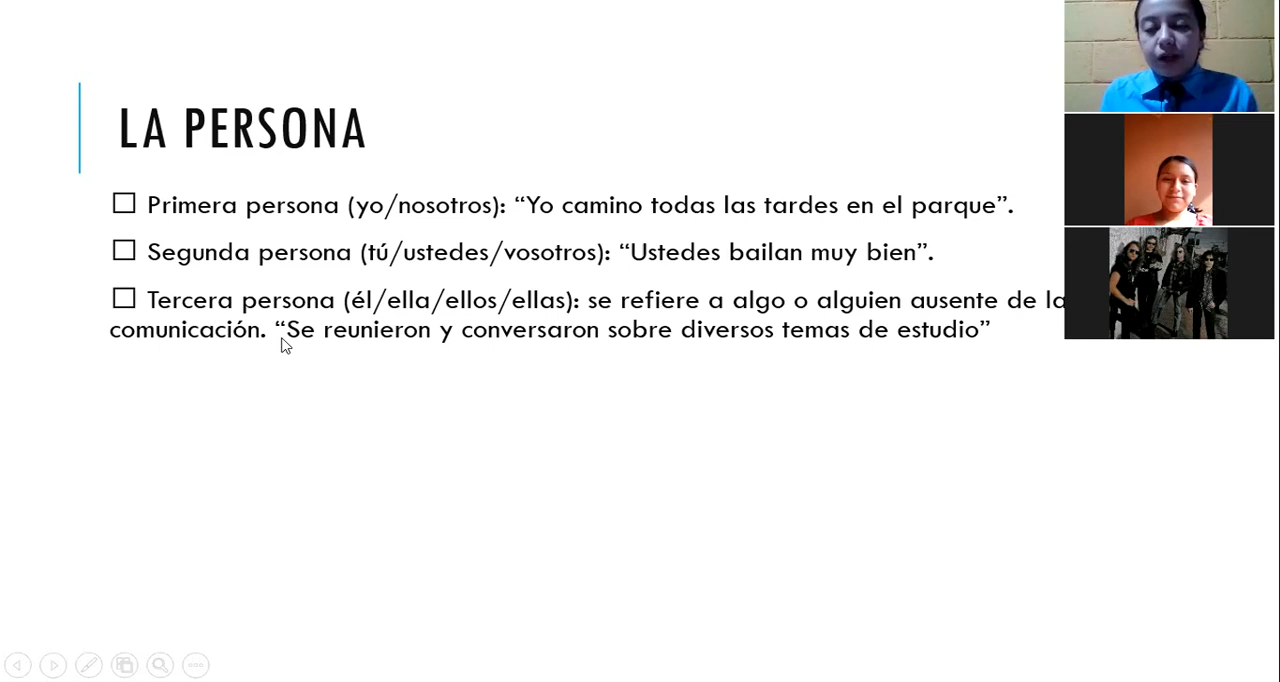 LA PERSONA
☐ Primera persona (yo/nosotros): “Yo camino todas las tardes en el parque”.
☐ Segunda persona (tú/ustedes/vosotros): “Ustedes bailan muy bien”.
☐ Tercera persona (él/ella/ellos/ellas): se refiere a algo o alguien ausente de la
comunicación. “Se reunieron y conversaron sobre diversos temas de estudio”